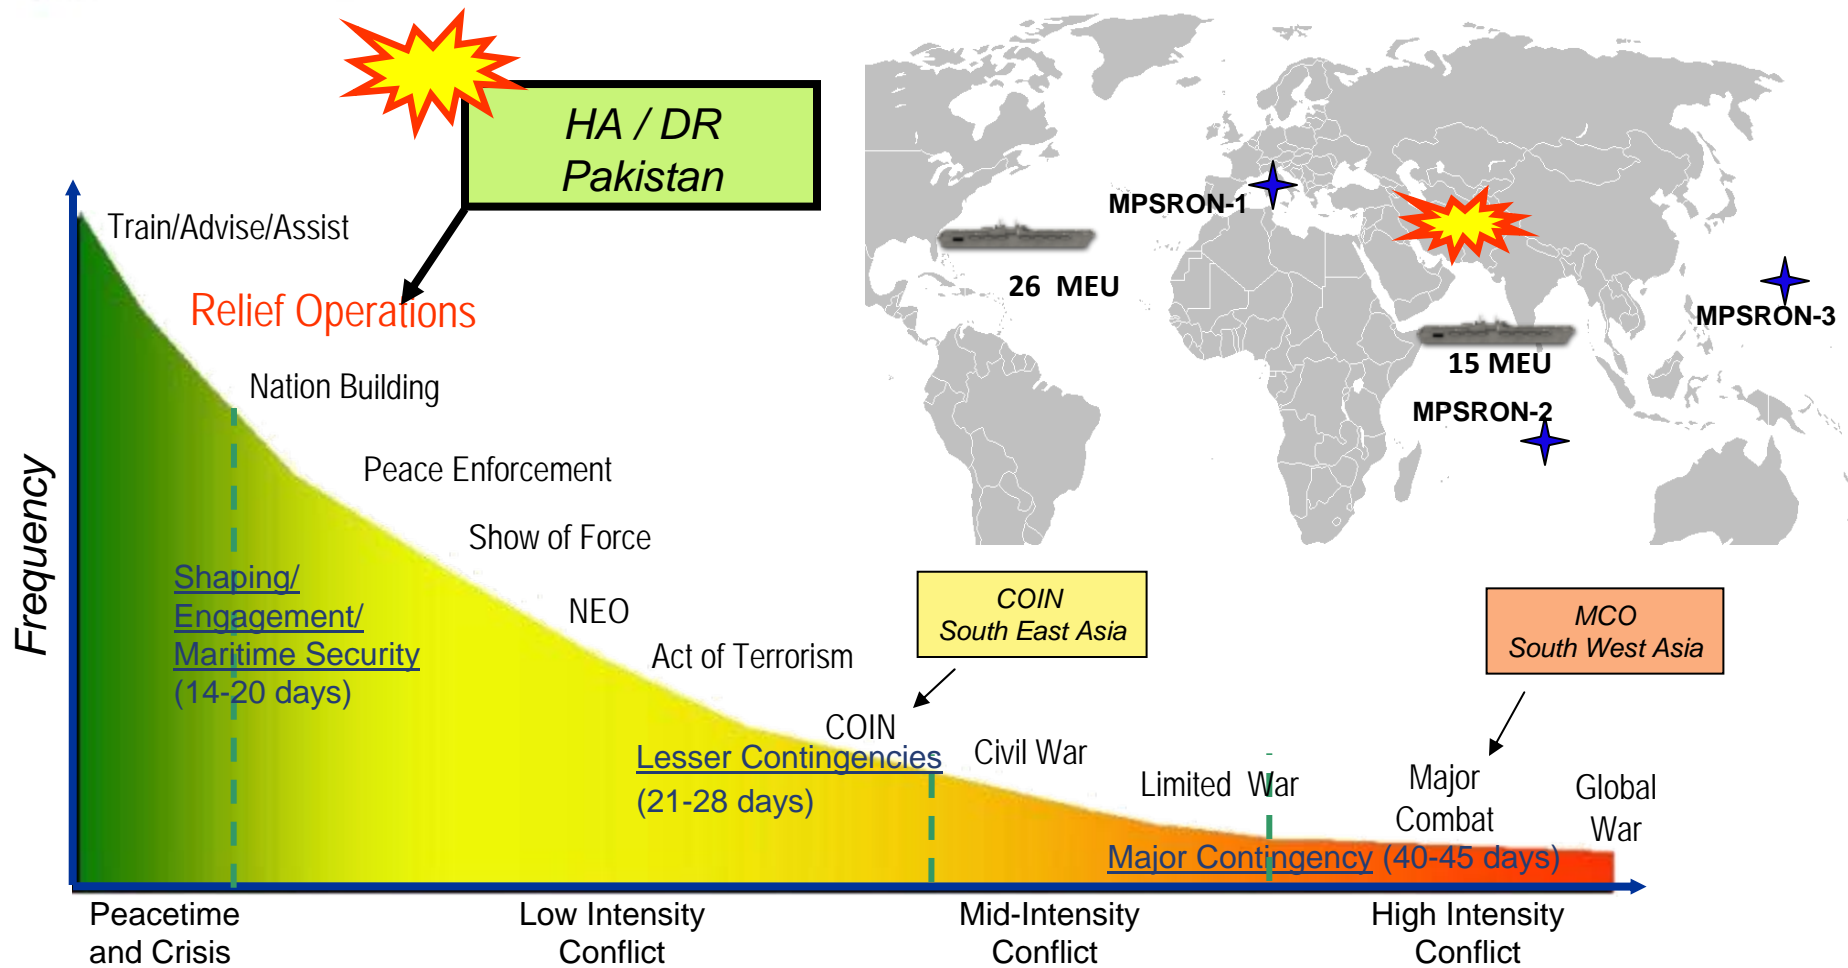 HA / DR
Pakistan
Train/Advise/Assist
Relief Operations
Nation Building
Peace Enforcement
Show of Force
NEO
Act of Terrorism
COIN
Civil War
Limited War
Major
Combat
Global
War
Frequency
Shaping/
Engagement/
Maritime Security
(14-20 days)
Lesser Contingencies
(21-28 days)
Major Contingency (40-45 days)
COIN
South East Asia
MCO
South West Asia
Peacetime
and Crisis
Low Intensity
Conflict
Mid-Intensity
Conflict
High Intensity
Conflict
MPSRON-1
26 MEU
MPSRON-3
15 MEU
MPSRON-2